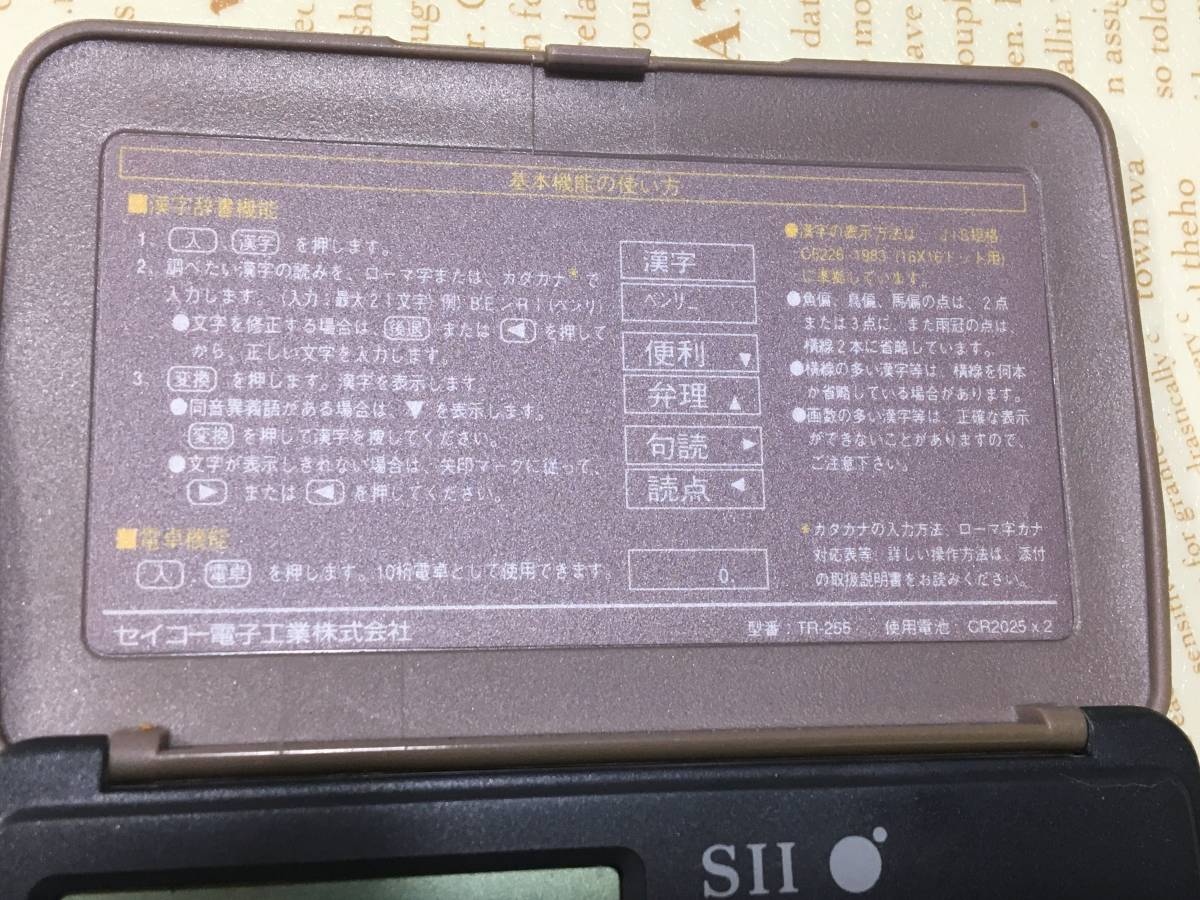 基本機能の使い方
■漢字辞書機能
1. 入 漢字 を押します。
2. 調べたい漢字の読みを、ローマ字または、カタカナ*で
入力します。(入力:最大21文字) 例) BEンRI (ベンリ)
●文字を修正する場合は、後退 または ◀ を押して
から、正しい文字を入力します。
3. 変換 を押します。漢字を表示します。
●同音異義語がある場合は、▼ を表示します。
変換 を押して漢字を捜してください。
●文字が表示しきれない場合は、矢印マークに従って、
▶ または ◀ を押してください。
漢字
ベンリ_
便利 ▼
弁理 ▲
句読 ▶
読点 ◀
●漢字の表示方法は、JIS規格
C6226-1983 (16X16ドット用)
に準拠しています。
●魚偏、鳥偏、馬偏の点は、2点
または3点に、また雨冠の点は、
横線2本に省略しています。
●横線の多い漢字等は、横線を何本
か省略している場合があります。
●画数の多い漢字等は、正確な表示
ができないことがありますので、
ご注意下さい。
■電卓機能
入 . 電卓 を押します。10桁電卓として使用できます。
0.
*カタカナの入力方法、ローマ字カナ
対応表等、詳しい操作方法は、添付
の取扱説明書をお読みください。
セイコー電子工業株式会社
型番:TR-255 使用電池:CR2025×2
SII